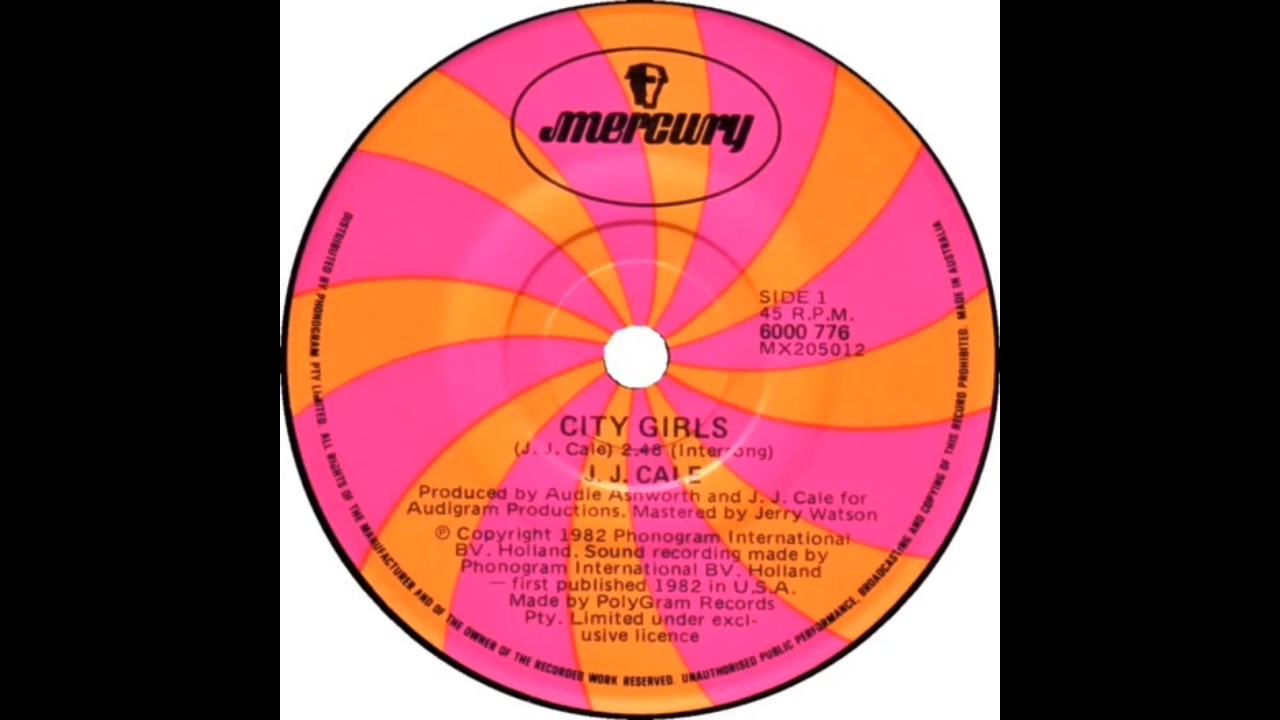 mercury
SIDE 1
45 R.P.M.
6000 776
MX205012
CITY GIRLS
(J. J. Cale) 2.48 (Intersong)
J. J. CALE
Produced by Audie Ashworth and J. J. Cale for
Audigram Productions. Mastered by Jerry Watson
℗ Copyright 1982 Phonogram International
BV. Holland. Sound recording made by
Phonogram International BV. Holland
— first published 1982 in U.S.A.
Made by PolyGram Records
Pty. Limited under excl-
usive licence
DISTRIBUTED BY PHONOGRAM PTY LIMITED. ALL RIGHTS OF THE MANUFACTURER AND OF THE OWNER OF THE RECORDED WORK RESERVED. UNAUTHORISED PUBLIC PERFORMANCE, BROADCASTING AND COPYING OF THIS RECORD PROHIBITED. MADE IN AUSTRALIA